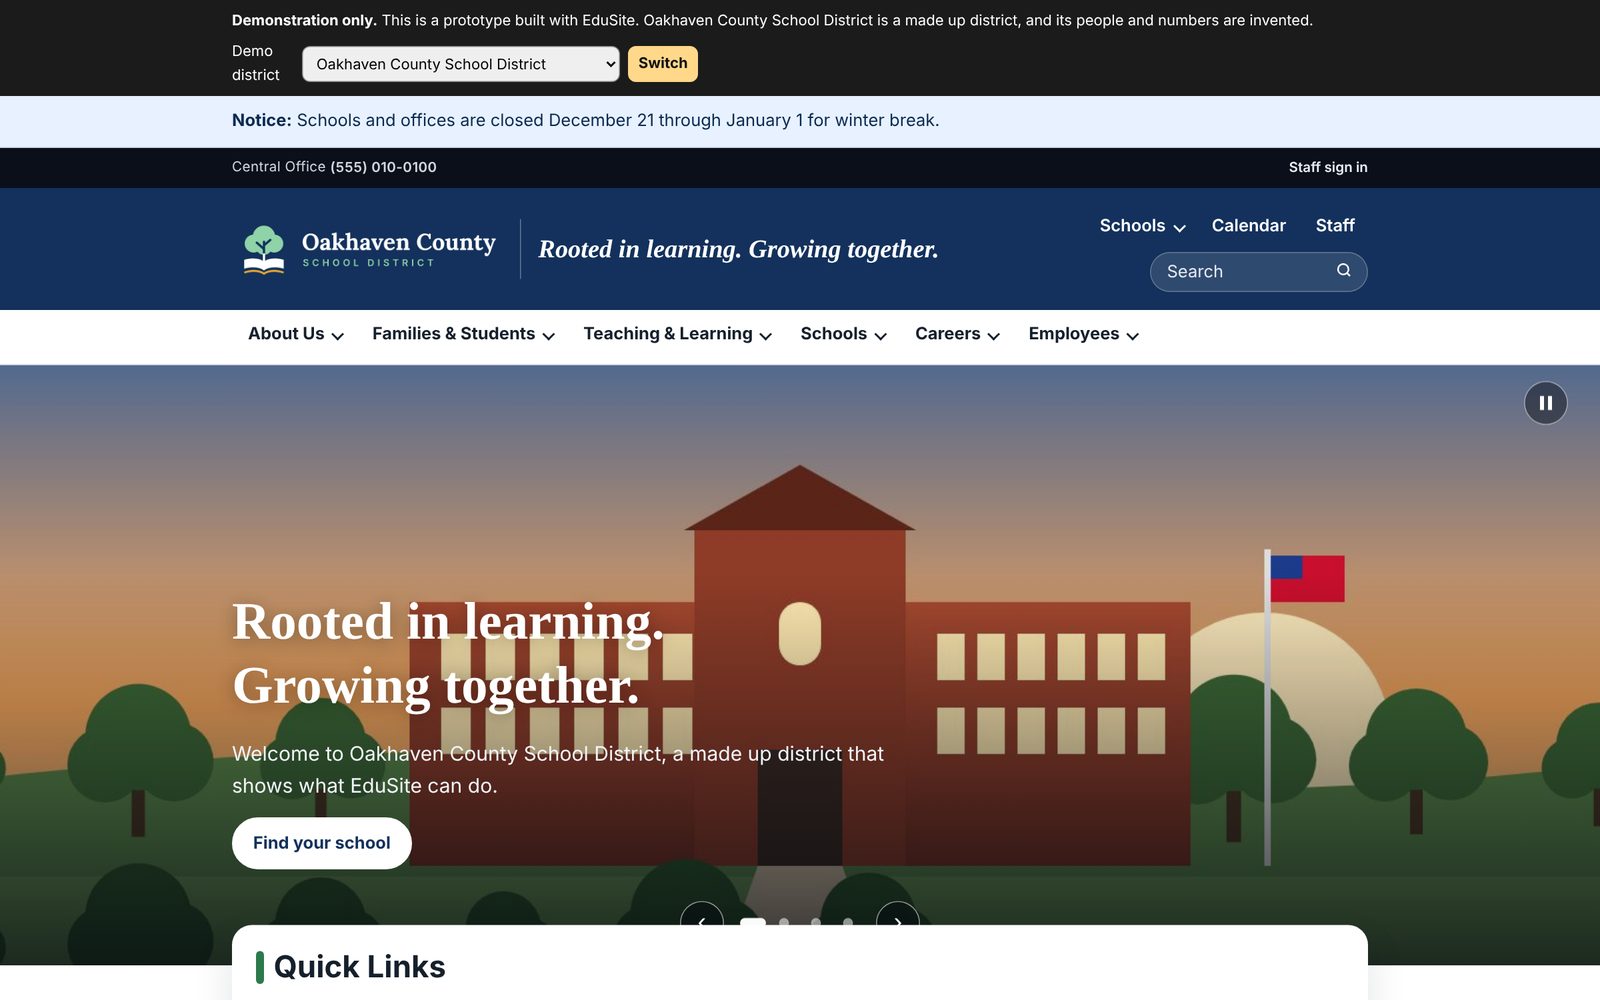 Demonstration only. This is a prototype built with EduSite. Oakhaven County School District is a made up district, and its people and numbers are invented.
Demo
district
Oakhaven County School District
Switch
Notice: Schools and offices are closed December 21 through January 1 for winter break.
Central Office (555) 010-0100
Staff sign in
Oakhaven County
SCHOOL DISTRICT
Rooted in learning. Growing together.
Schools
Calendar
Staff
Search
About Us
Families & Students
Teaching & Learning
Schools
Careers
Employees
Rooted in learning.
Growing together.
Welcome to Oakhaven County School District, a made up district that
shows what EduSite can do.
Find your school
Quick Links